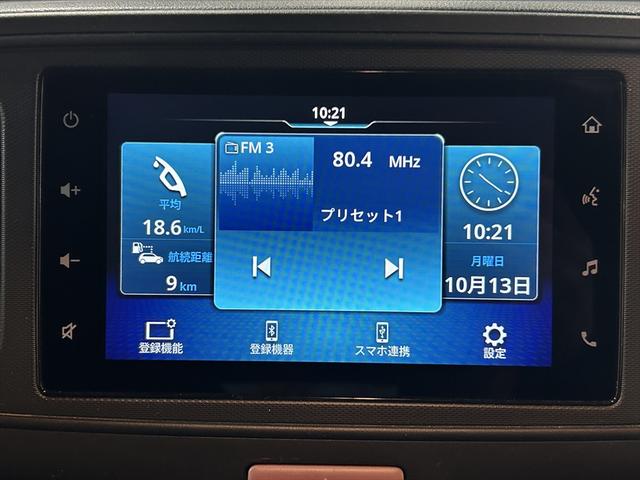 10:21
FM 3
80.4 MHz
プリセット1
平均
18.6 km/L
航続距離
9 km
10:21
月曜日
10月13日
登録機能
登録機器
スマホ連携
設定